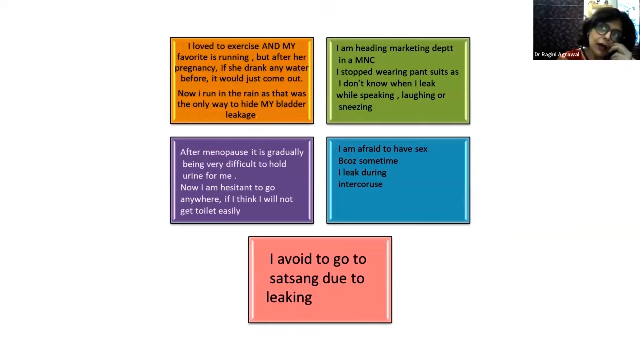 I loved to exercise AND MY
favorite is running , but after her
pregnancy, if she drank any water
before, it would just come out.
Now i run in the rain as that was
the only way to hide MY bladder
leakage
I am heading marketing deptt
in a MNC
I stopped wearing pant suits as
I don't know when I leak
while speaking , laughing or
sneezing
After menopause it is gradually
being very difficult to hold
urine for me .
Now I am hesitant to go
anywhere, if I think I will not
get toilet easily
I am afraid to have sex
Bcoz sometime
I leak during
intercoruse
I avoid to go to
satsang due to
leaking
Dr Ragini Agrawal